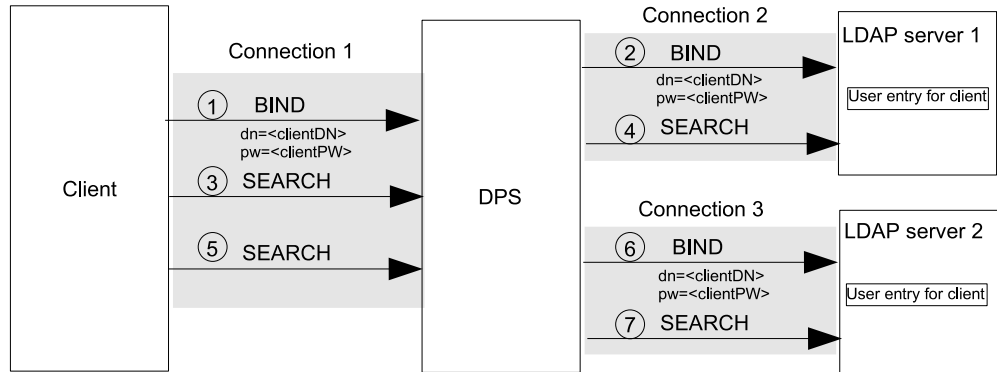 Client
Connection 1
1 BIND
dn=<clientDN>
pw=<clientPW>
3 SEARCH
5 SEARCH
DPS
Connection 2
2 BIND
dn=<clientDN>
pw=<clientPW>
4 SEARCH
LDAP server 1
User entry for client
Connection 3
6 BIND
dn=<clientDN>
pw=<clientPW>
7 SEARCH
LDAP server 2
User entry for client